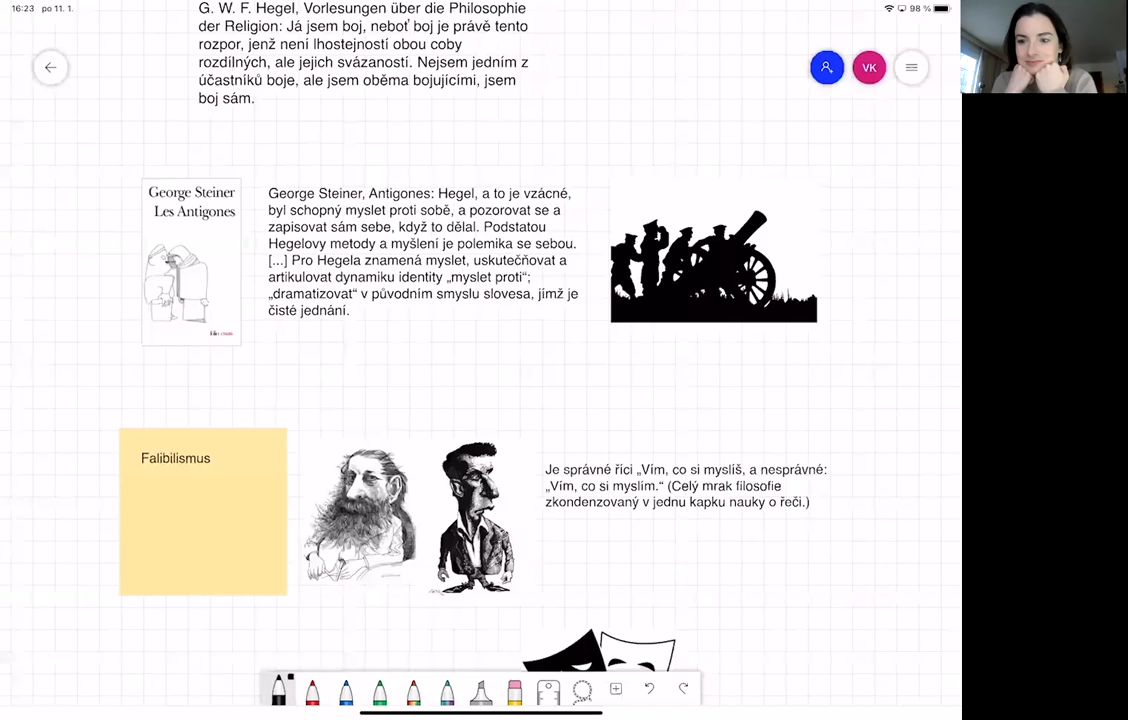 16:23 po 11. 1.
98 %
G. W. F. Hegel, Vorlesungen über die Philosophie
der Religion: Já jsem boj, neboť boj je právě tento
rozpor, jenž není lhostejností obou coby
rozdílných, ale jejich svázaností. Nejsem jedním z
účastníků boje, ale jsem oběma bojujícími, jsem
boj sám.
VK
George Steiner
Les Antigones
George Steiner, Antigones: Hegel, a to je vzácné,
byl schopný myslet proti sobě, a pozorovat se a
zapisovat sám sebe, když to dělal. Podstatou
Hegelovy metody a myšlení je polemika se sebou.
[...] Pro Hegela znamená myslet, uskutečňovat a
artikulovat dynamiku identity „myslet proti“;
„dramatizovat“ v původním smyslu slovesa, jímž je
čisté jednání.
Falibilismus
Je správné říci „Vím, co si myslíš, a nesprávné:
„Vím, co si myslím.“ (Celý mrak filosofie
zkondenzovaný v jednu kapku nauky o řeči.)